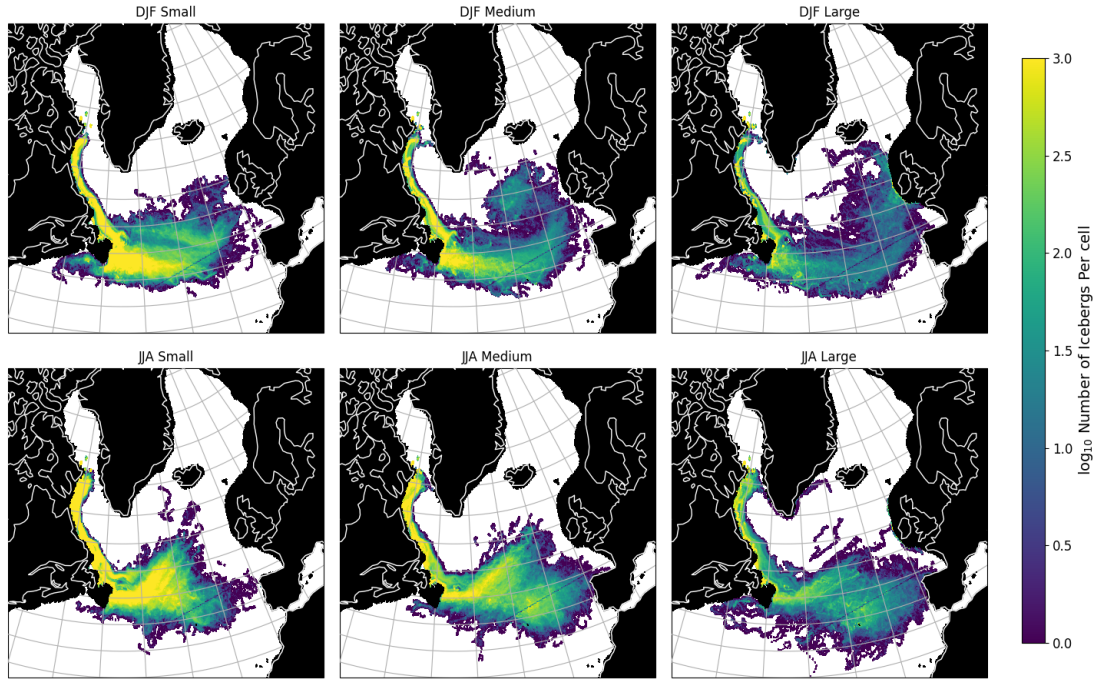 DJF Small
DJF Medium
DJF Large
JJA Small
JJA Medium
JJA Large
3.0
2.5
2.0
1.5
1.0
0.5
0.0
log₁₀ Number of Icebergs Per cell